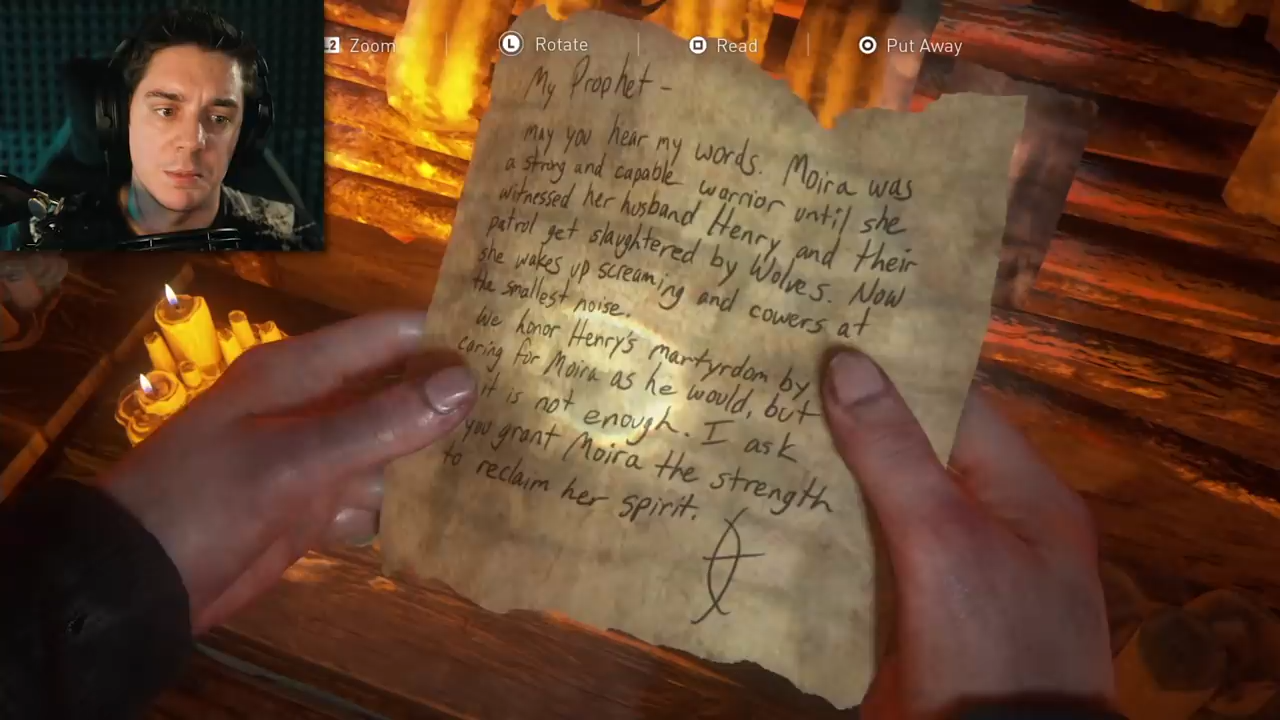 L2 Zoom
L Rotate
Read
Put Away
My Prophet -
may you hear my words. Moira was
a strong and capable warrior until she
witnessed her husband Henry and their
patrol get slaughtered by Wolves. Now
she wakes up screaming and cowers at
the smallest noise.
We honor Henry's martyrdom by
caring for Moira as he would, but
it is not enough. I ask
you grant Moira the strength
to reclaim her spirit.